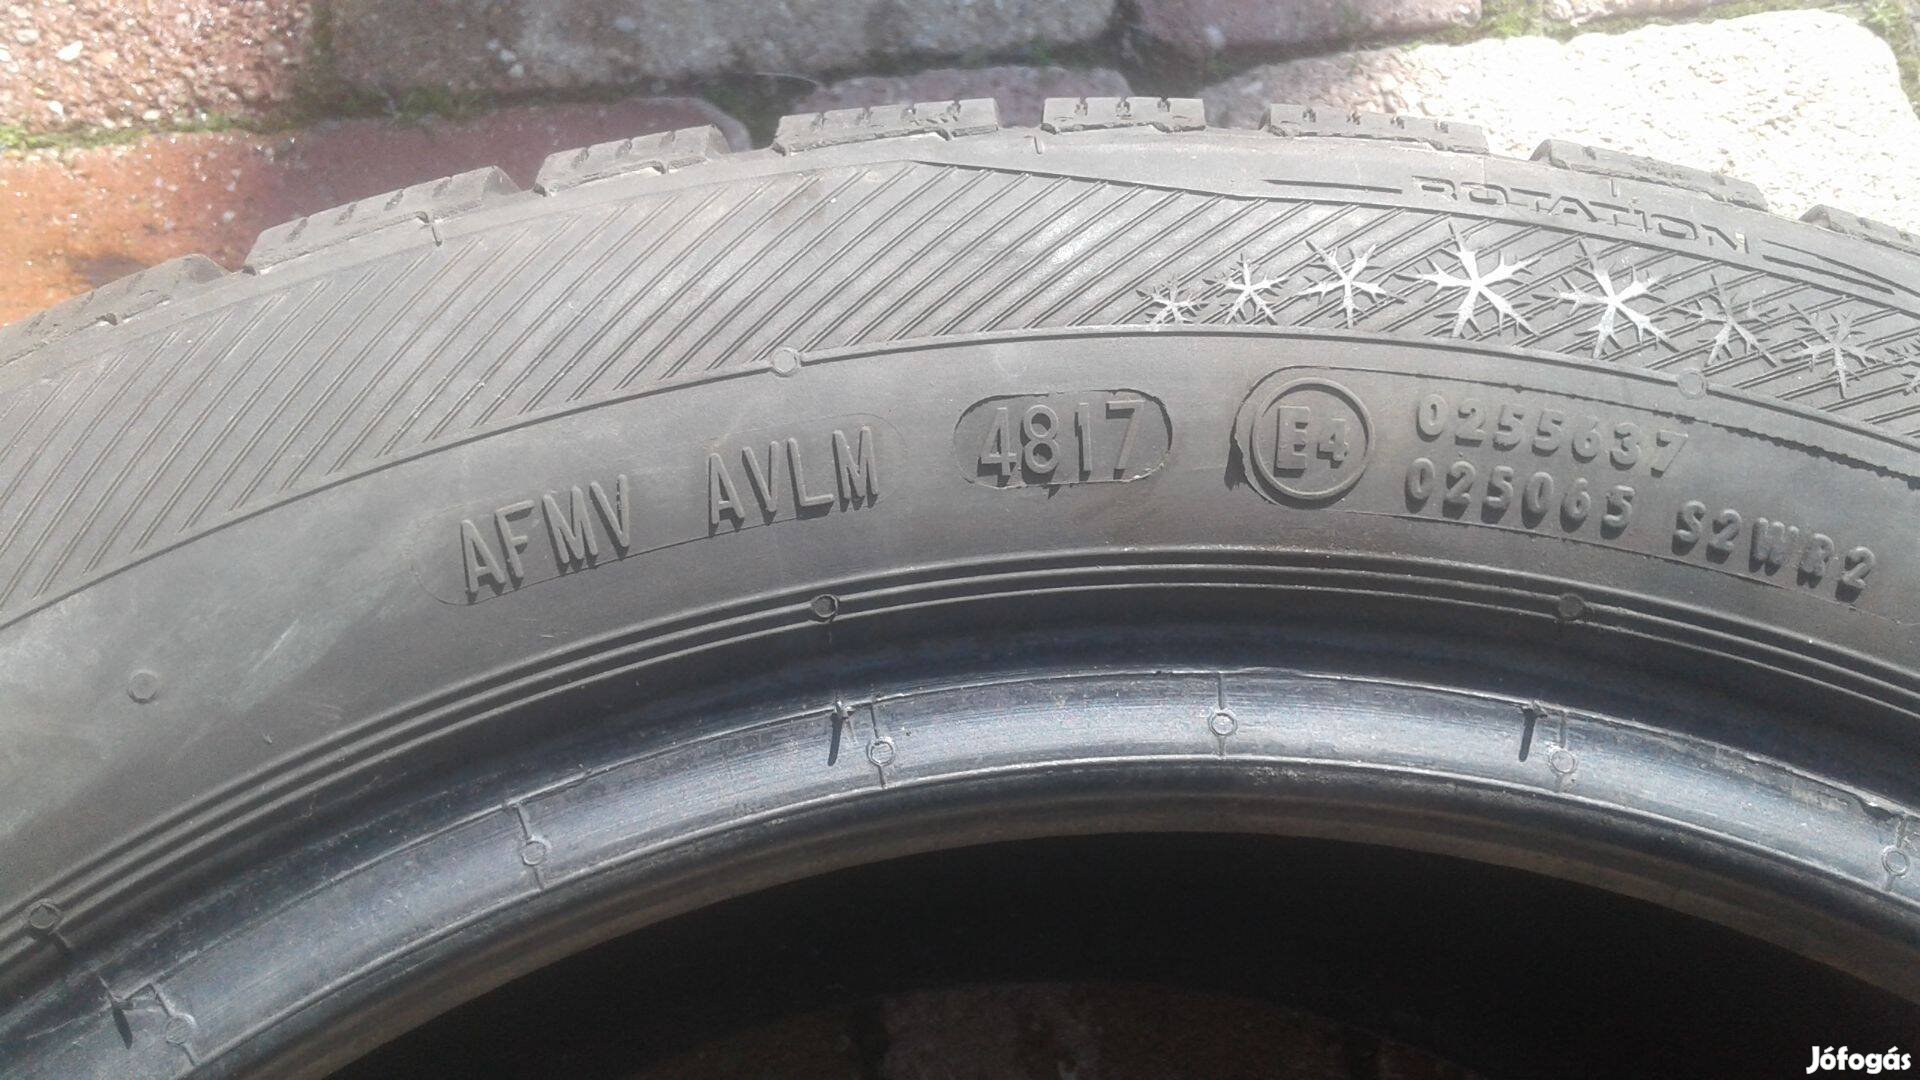 ROTATION
AFMV AVLM 4817 E4 0255637
025065 S2WR2
Jófogás